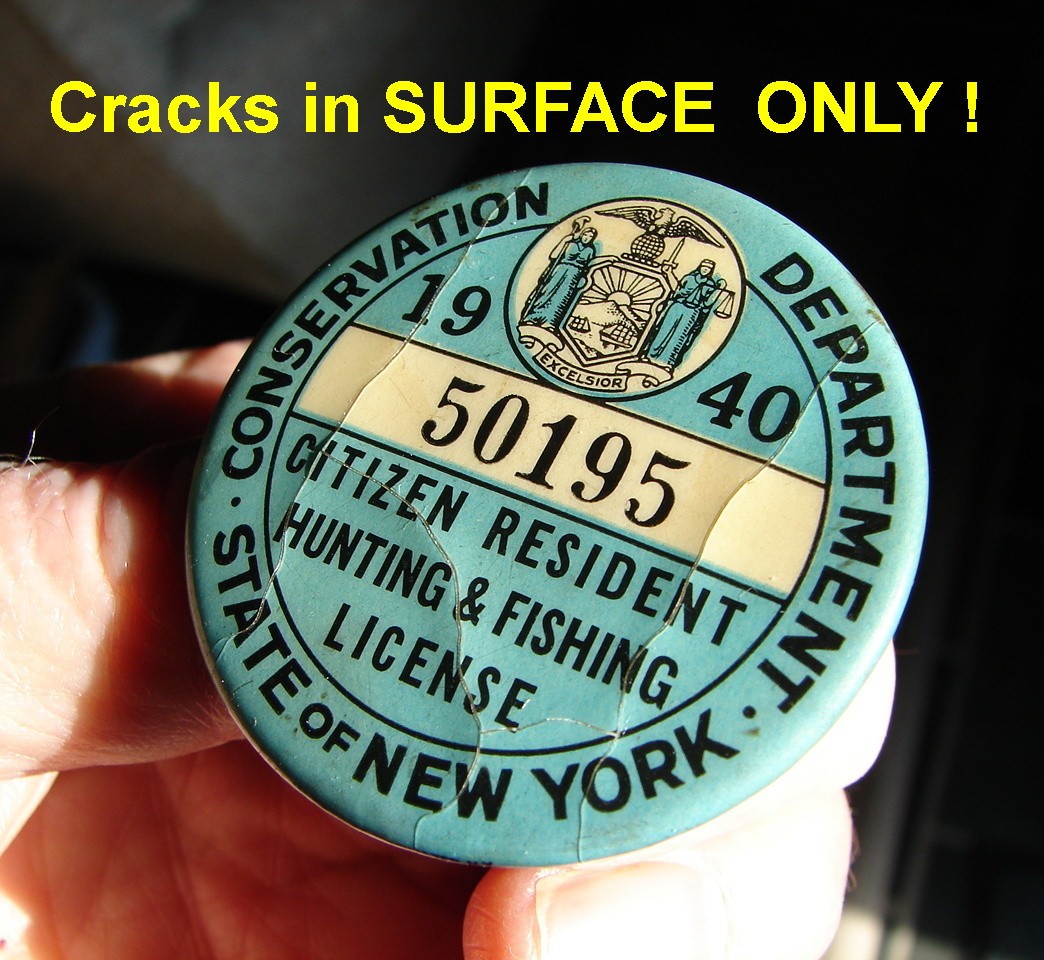 Cracks in SURFACE ONLY !
CONSERVATION DEPARTMENT
19 40
EXCELSIOR
50195
CITIZEN RESIDENT
HUNTING & FISHING
LICENSE
· STATE OF NEW YORK ·